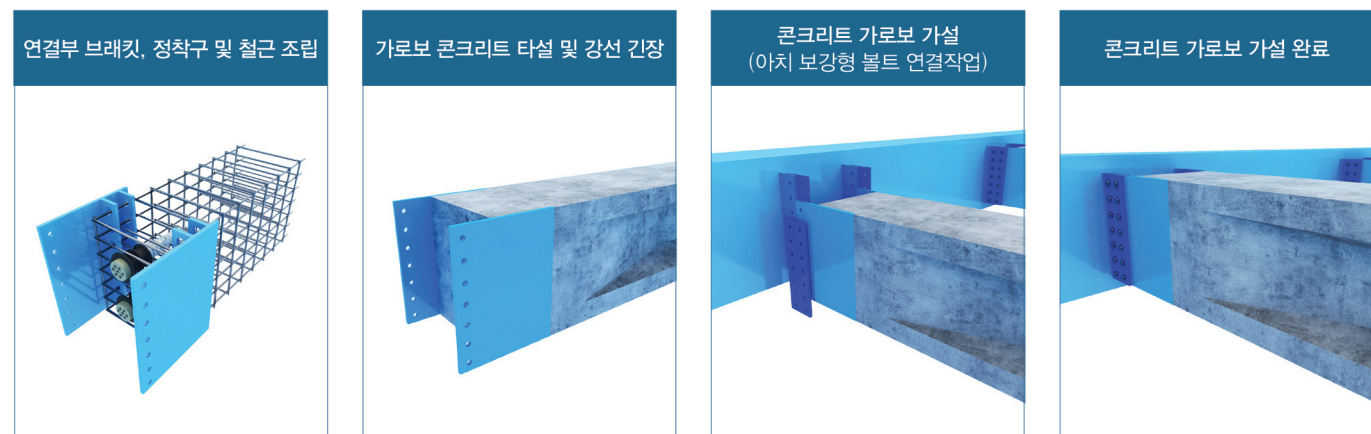 연결부 브래킷, 정착구 및 철근 조립
가로보 콘크리트 타설 및 강선 긴장
콘크리트 가로보 가설
(아치 보강형 볼트 연결작업)
콘크리트 가로보 가설 완료